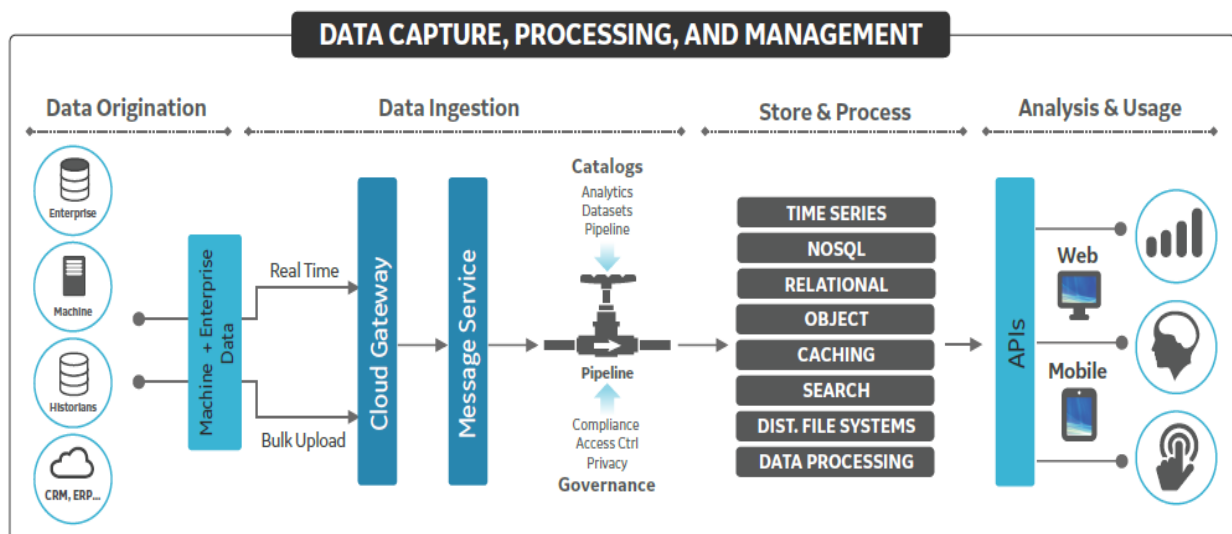 DATA CAPTURE, PROCESSING, AND MANAGEMENT
Data Origination
Data Ingestion
Store & Process
Analysis & Usage
Enterprise
Machine
Historians
CRM, ERP...
Machine + Enterprise
Data
Real Time
Bulk Upload
Cloud Gateway
Message Service
Catalogs
Analytics
Datasets
Pipeline
Pipeline
Compliance
Access Ctrl
Privacy
Governance
TIME SERIES
NOSQL
RELATIONAL
OBJECT
CACHING
SEARCH
DIST. FILE SYSTEMS
DATA PROCESSING
APIs
Web
Mobile